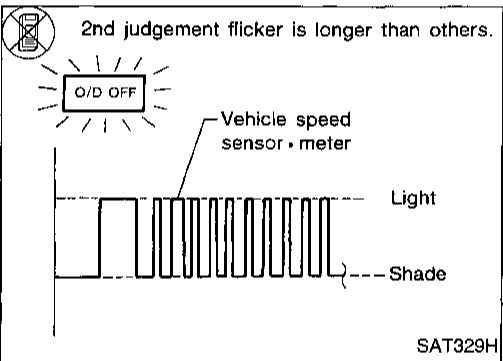 2nd judgement flicker is longer than others.
O/D OFF
Vehicle speed
sensor • meter
Light
Shade
SAT329H